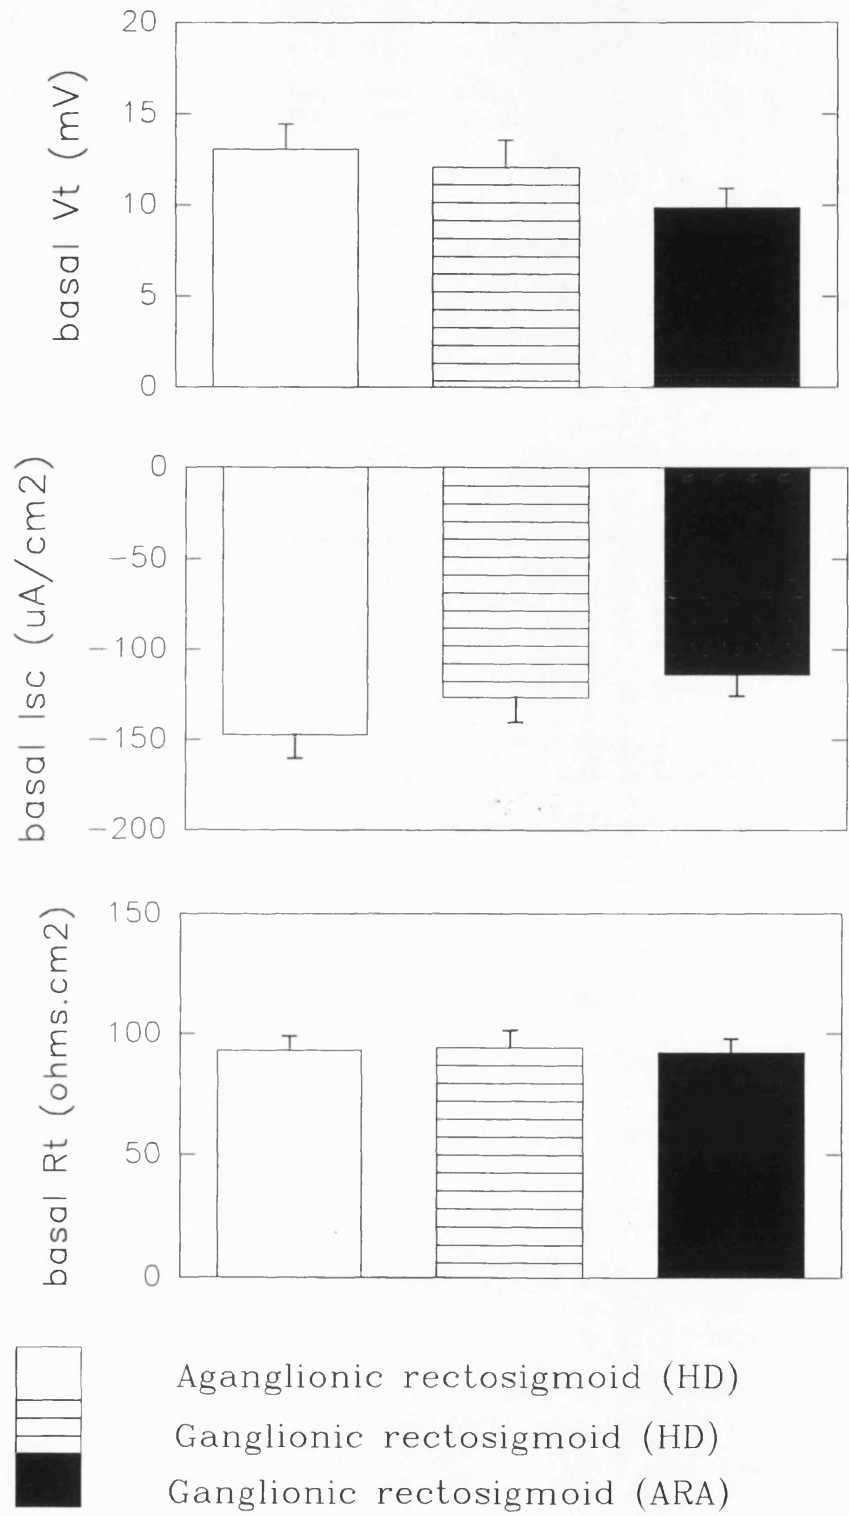 20
15
10
5
0
basal Vt (mV)
0
-50
-100
-150
-200
basal Isc (uA/cm2)
150
100
50
0
basal Rt (ohms.cm2)
Aganglionic rectosigmoid (HD)
Ganglionic rectosigmoid (HD)
Ganglionic rectosigmoid (ARA)